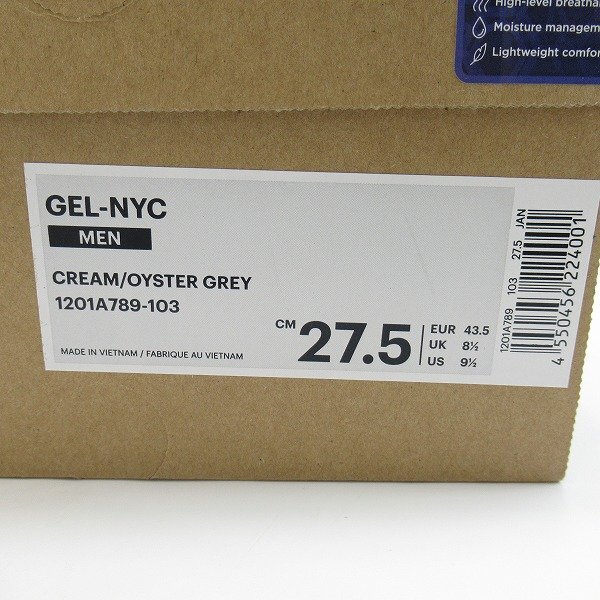 High-level breathab
Moisture managem
Lightweight comfor
GEL-NYC
MEN
CREAM/OYSTER GREY
1201A789-103
MADE IN VIETNAM / FABRIQUE AU VIETNAM
CM 27.5
EUR 43.5
UK 8½
US 9½
1201A789 103 27.5 JAN
4 550456 224001